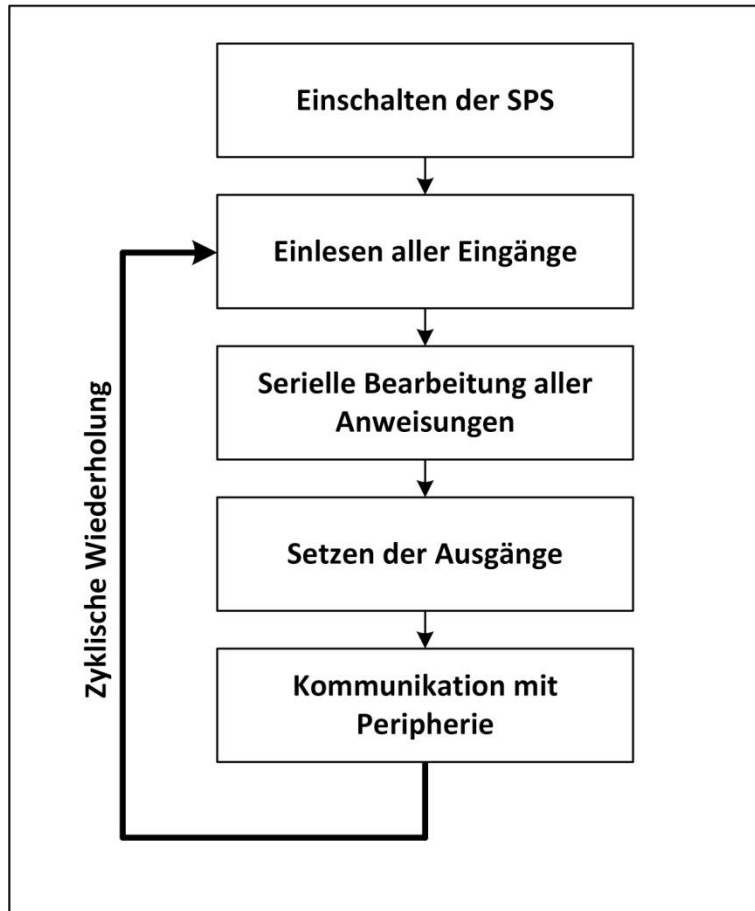 Einschalten der SPS
Einlesen aller Eingänge
Serielle Bearbeitung aller
Anweisungen
Setzen der Ausgänge
Kommunikation mit
Peripherie
Zyklische Wiederholung